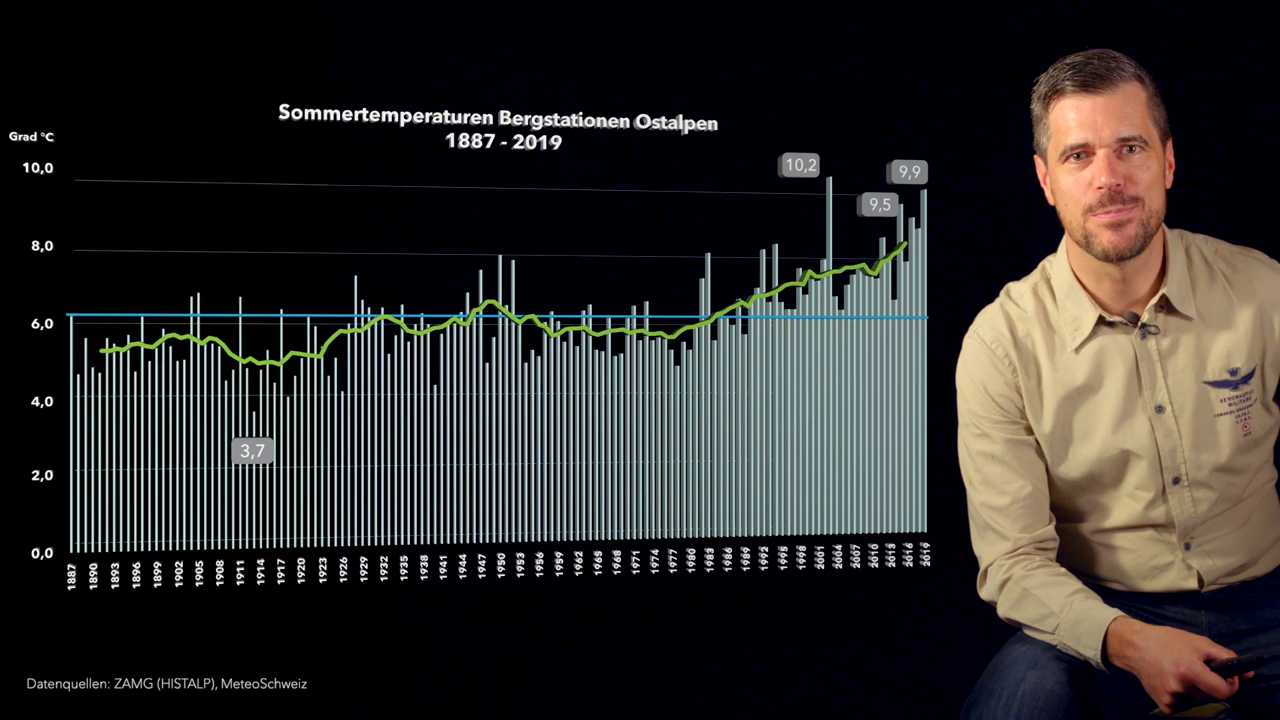 Sommertemperaturen Bergstationen Ostalpen
1887 - 2019
Grad °C
10,0
8,0
6,0
4,0
2,0
0,0
10,2
9,5
9,9
3,7
1887 1890 1893 1896 1899 1902 1905 1908 1911 1914 1917 1920 1923 1926 1929 1932 1935 1938 1941 1944 1947 1950 1953 1956 1959 1962 1965 1968 1971 1974 1977 1980 1983 1986 1989 1992 1995 1998 2001 2004 2007 2010 2013 2016 2019
Datenquellen: ZAMG (HISTALP), MeteoSchweiz
AERONAUTICA
MILITARE